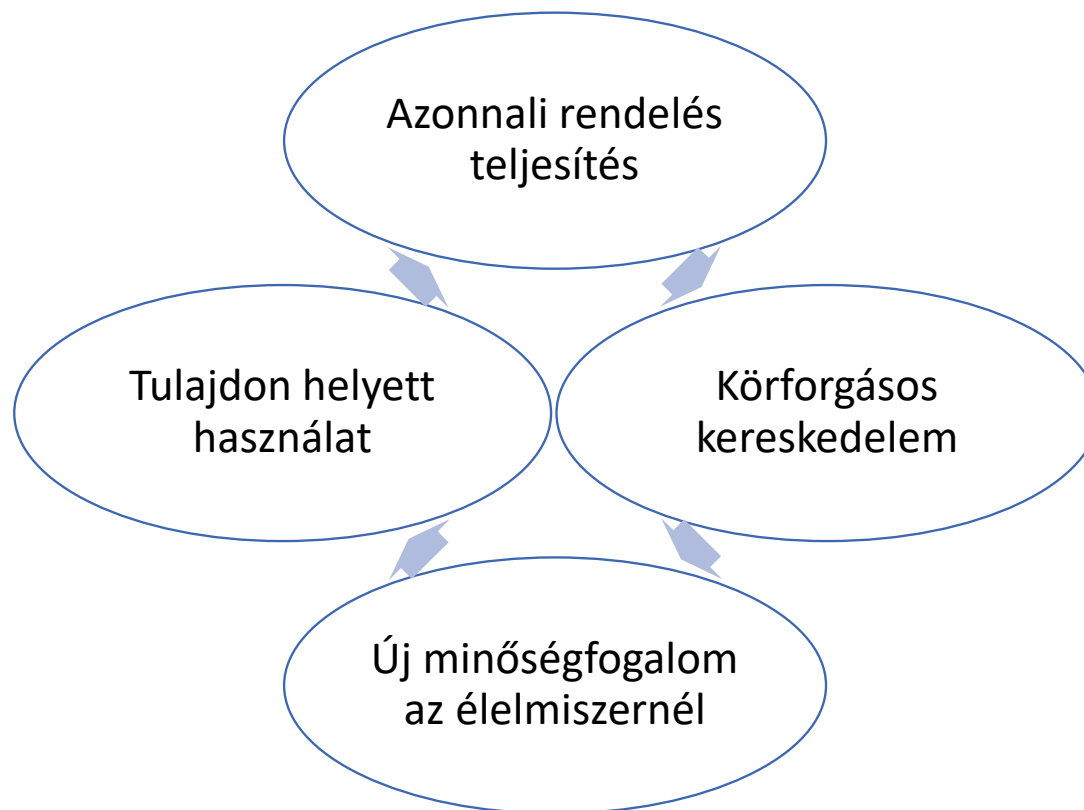 Azonnali rendelés
teljesítés
Tulajdon helyett
használat
Körforgásos
kereskedelem
Új minőségfogalom
az élelmiszernél